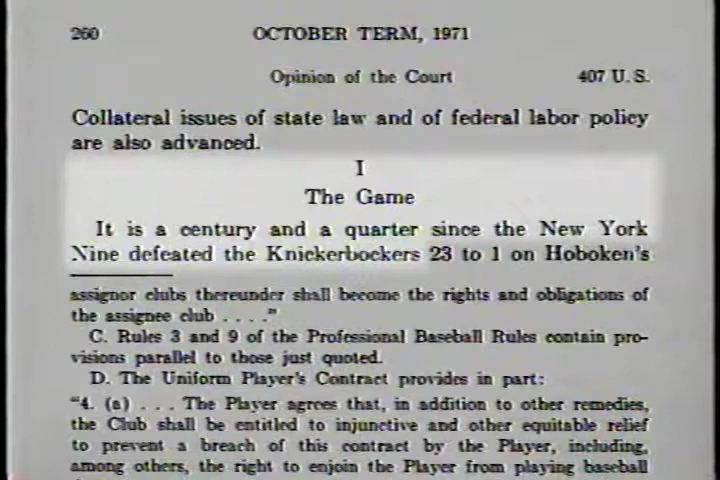 260 OCTOBER TERM, 1971
Opinion of the Court 407 U. S.
Collateral issues of state law and of federal labor policy
are also advanced.
I
The Game
It is a century and a quarter since the New York
Nine defeated the Knickerbockers 23 to 1 on Hoboken's
assignor clubs thereunder shall become the rights and obligations of
the assignee club . . . ."
C. Rules 3 and 9 of the Professional Baseball Rules contain pro-
visions parallel to those just quoted.
D. The Uniform Player's Contract provides in part:
"4. (a) . . . The Player agrees that, in addition to other remedies,
the Club shall be entitled to injunctive and other equitable relief
to prevent a breach of this contract by the Player, including,
among others, the right to enjoin the Player from playing baseball